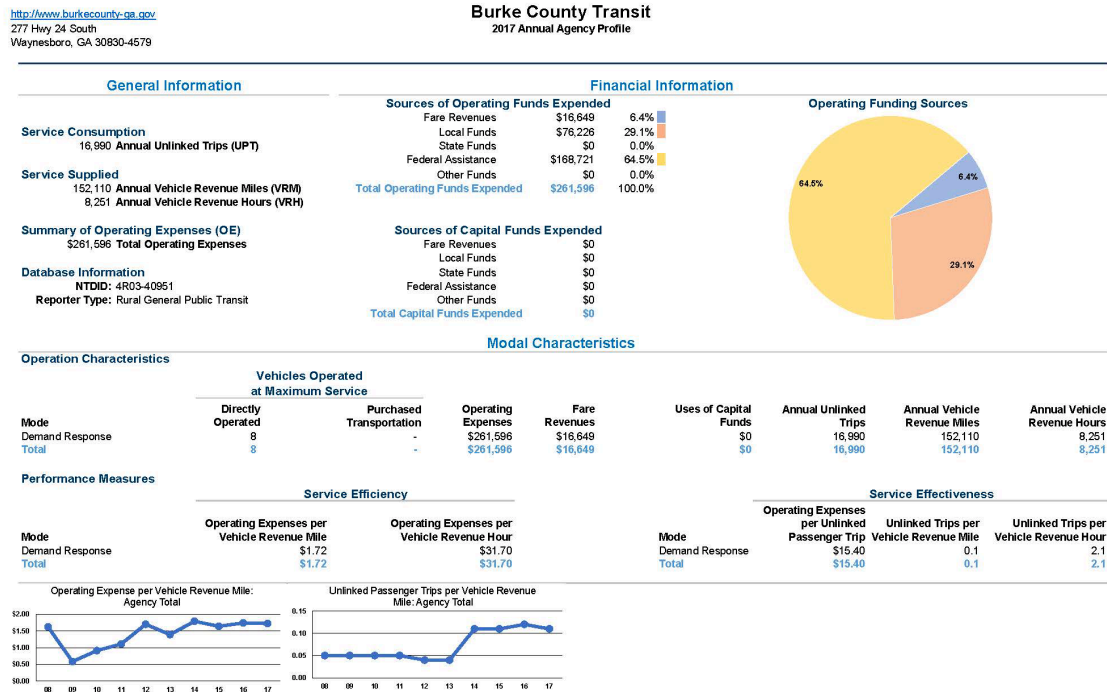 http://www.burkecounty-ga.gov
277 Hwy 24 South
Waynesboro, GA 30830-4579
Burke County Transit
2017 Annual Agency Profile
General Information
Service Consumption
16,990 Annual Unlinked Trips (UPT)
Service Supplied
152,110 Annual Vehicle Revenue Miles (VRM)
8,251 Annual Vehicle Revenue Hours (VRH)
Summary of Operating Expenses (OE)
$261,596 Total Operating Expenses
Database Information
NTDID: 4R03-40951
Reporter Type: Rural General Public Transit
Financial Information
Sources of Operating Funds Expended
Fare Revenues $16,649 6.4%
Local Funds $76,226 29.1%
State Funds $0 0.0%
Federal Assistance $168,721 64.5%
Other Funds $0 0.0%
Total Operating Funds Expended $261,596 100.0%
Sources of Capital Funds Expended
Fare Revenues $0
Local Funds $0
State Funds $0
Federal Assistance $0
Other Funds $0
Total Capital Funds Expended $0
Operating Funding Sources
64.5%
6.4%
29.1%
Modal Characteristics
Operation Characteristics
Vehicles Operated
at Maximum Service
Directly Purchased Operating Fare Uses of Capital Annual Unlinked Annual Vehicle Annual Vehicle
Mode Operated Transportation Expenses Revenues Funds Trips Revenue Miles Revenue Hours
Demand Response 8 - $261,596 $16,649 $0 16,990 152,110 8,251
Total 8 - $261,596 $16,649 $0 16,990 152,110 8,251
Performance Measures
Service Efficiency
Operating Expenses per Operating Expenses per
Mode Vehicle Revenue Mile Vehicle Revenue Hour
Demand Response $1.72 $31.70
Total $1.72 $31.70
Service Effectiveness
Operating Expenses
per Unlinked Unlinked Trips per Unlinked Trips per
Mode Passenger Trip Vehicle Revenue Mile Vehicle Revenue Hour
Demand Response $15.40 0.1 2.1
Total $15.40 0.1 2.1
Operating Expense per Vehicle Revenue Mile:
Agency Total
$2.00
$1.50
$1.00
$0.50
$0.00
08 09 10 11 12 13 14 15 16 17
Unlinked Passenger Trips per Vehicle Revenue
Mile: Agency Total
0.15
0.10
0.05
0.00
08 09 10 11 12 13 14 15 16 17